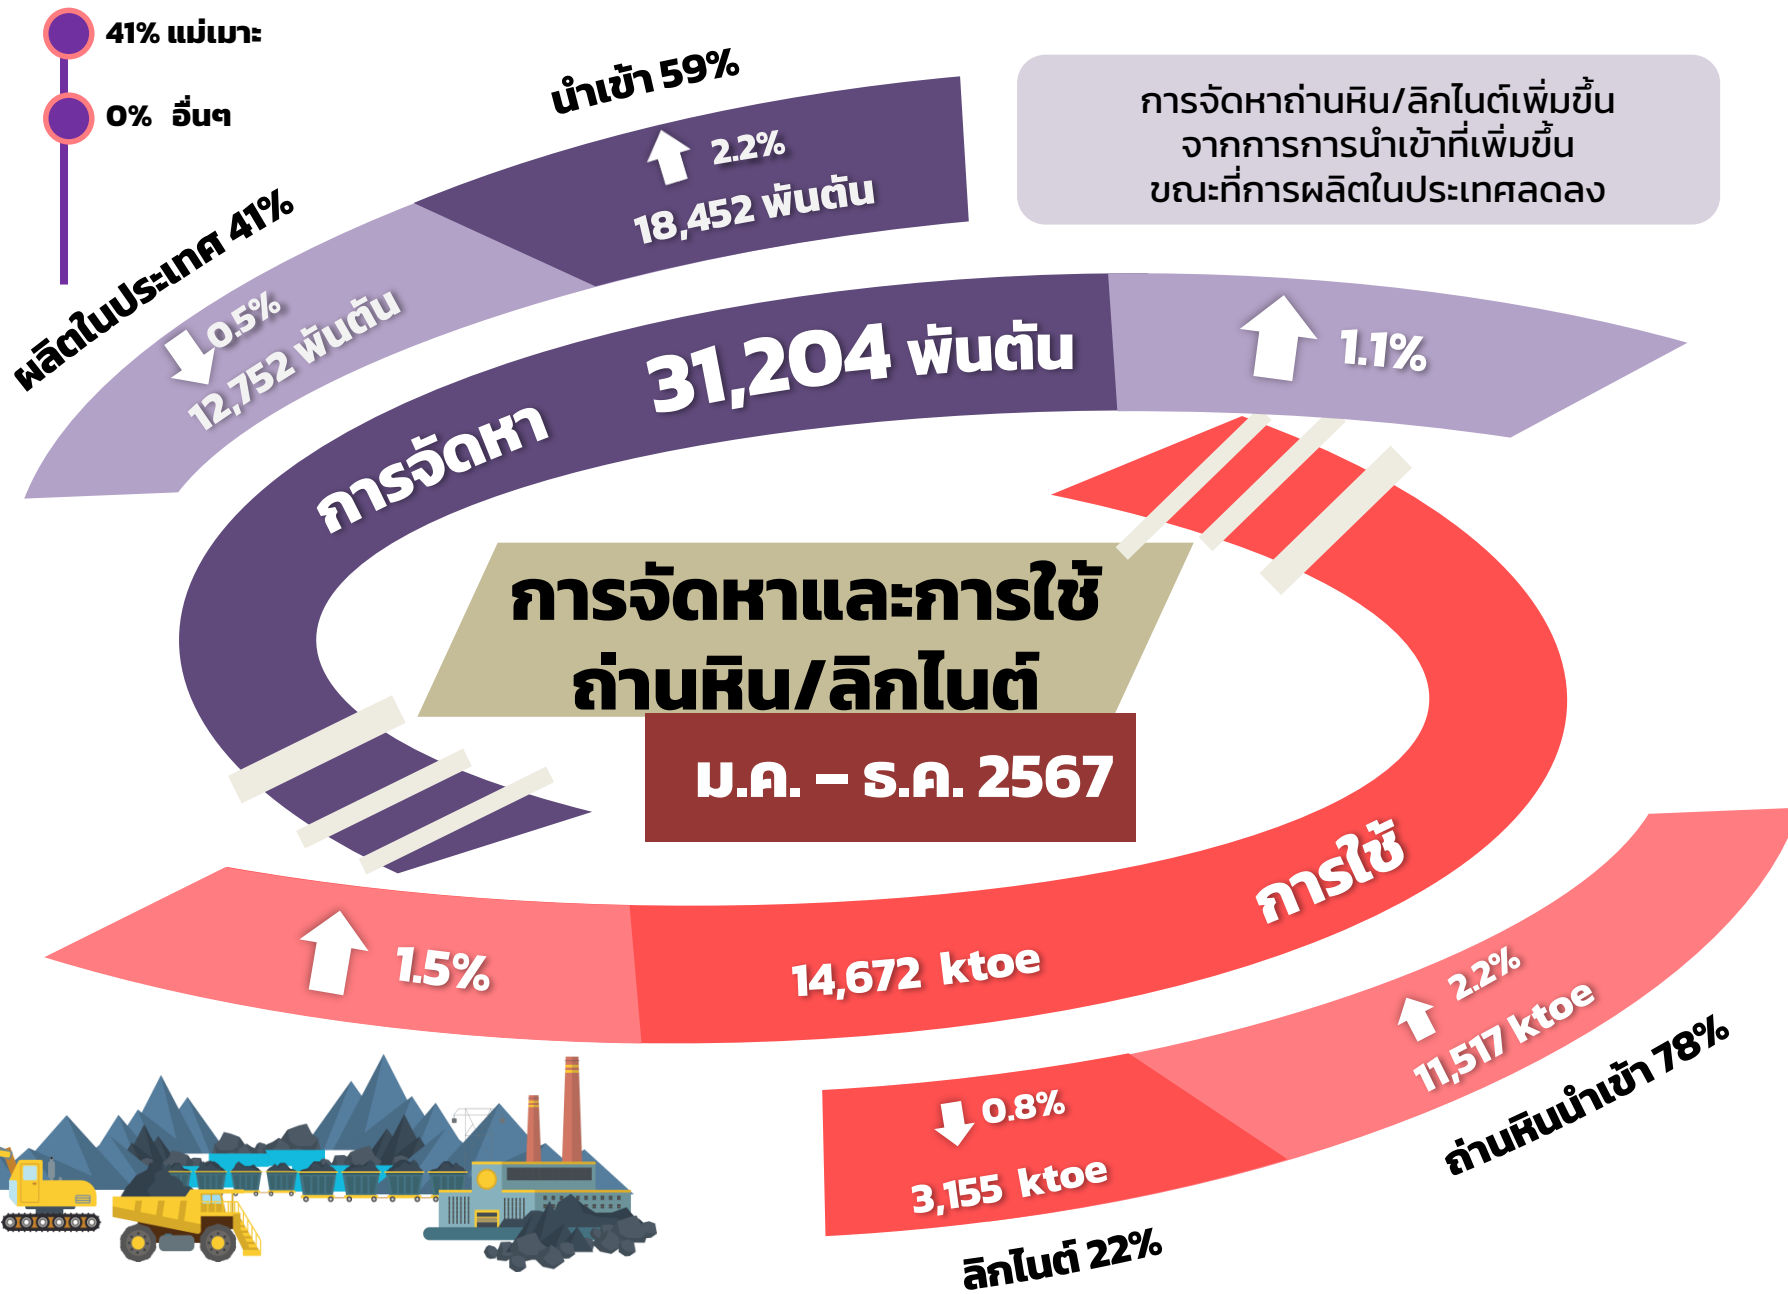 41% แม่เมาะ
0% อื่นๆ
นำเข้า 59%
2.2%
18,452 พันตัน
การจัดหาถ่านหิน/ลิกไนต์เพิ่มขึ้น
จากการการนำเข้าที่เพิ่มขึ้น
ขณะที่การผลิตในประเทศลดลง
ผลิตในประเทศ 41%
0.5%
12,752 พันตัน
การจัดหา 31,204 พันตัน
1.1%
การจัดหาและการใช้
ถ่านหิน/ลิกไนต์
ม.ค. – ธ.ค. 2567
การใช้
14,672 ktoe
1.5%
2.2%
11,517 ktoe
ถ่านหินนำเข้า 78%
0.8%
3,155 ktoe
ลิกไนต์ 22%